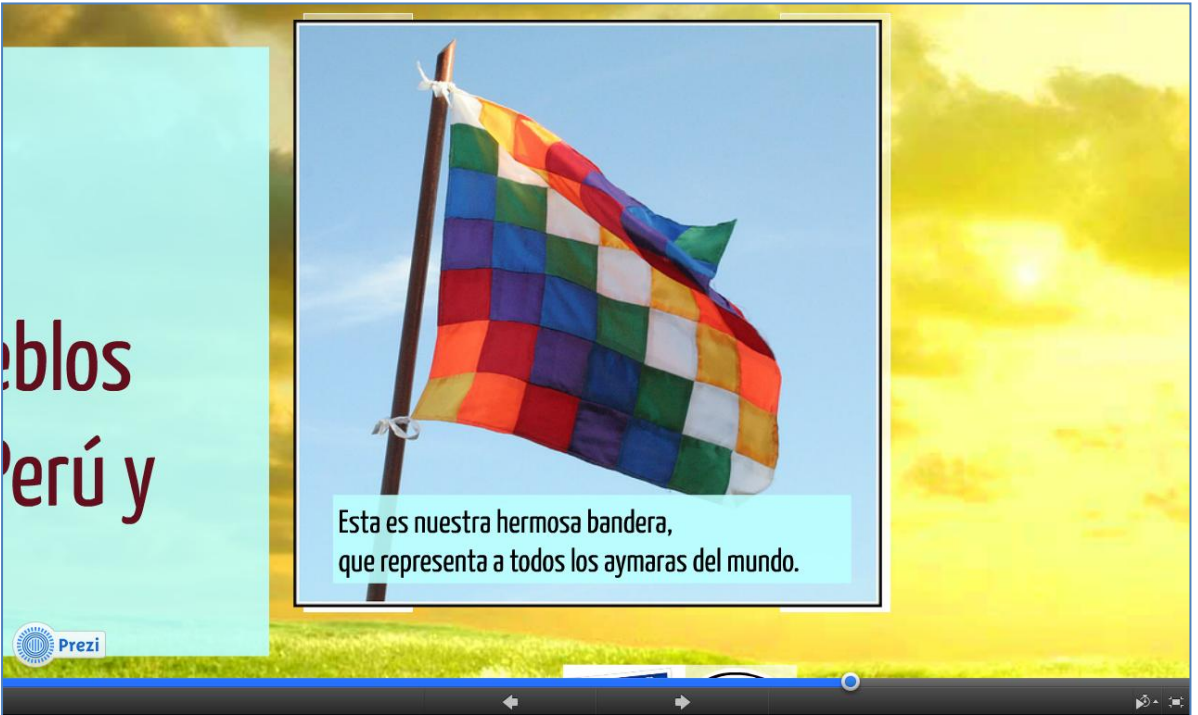 eblos
Perú y
Esta es nuestra hermosa bandera,
que representa a todos los aymaras del mundo.
Prezi